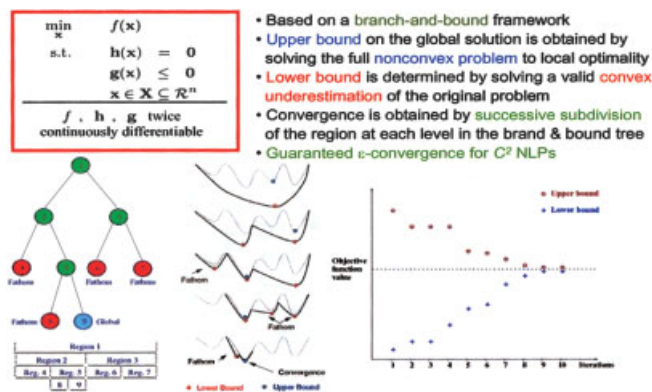 min f(x)
x
s.t. h(x) = 0
g(x) ≤ 0
x ∈ X ⊆ ℛⁿ
f , h , g twice
continuously differentiable
• Based on a branch-and-bound framework
• Upper bound on the global solution is obtained by
solving the full nonconvex problem to local optimality
• Lower bound is determined by solving a valid convex
underestimation of the original problem
• Convergence is obtained by successive subdivision
of the region at each level in the brand & bound tree
• Guaranteed ε-convergence for C² NLPs
Fathom
Fathom
Fathom
Fathom
Global
Region 1
Region 2 Region 3
Reg. 4 Reg. 5 Reg. 6 Reg. 7
8 9
Fathom
Fathom
Fathom
Convergence
Lower Bound Upper Bound
Upper bound
Lower bound
Objective
function
value
1 2 3 4 5 6 7 8 9 10 Iterations